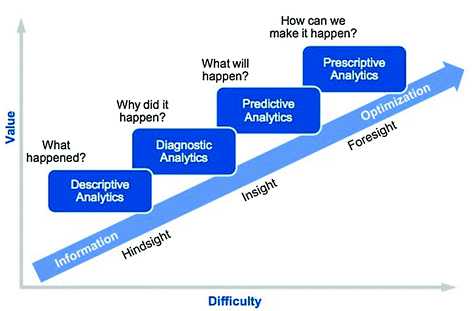 How can we
make it happen?
Prescriptive
Analytics
What will
happen?
Predictive
Analytics
Optimization
Why did it
happen?
Diagnostic
Analytics
Foresight
What
happened?
Descriptive
Analytics
Insight
Information
Hindsight
Value
Difficulty